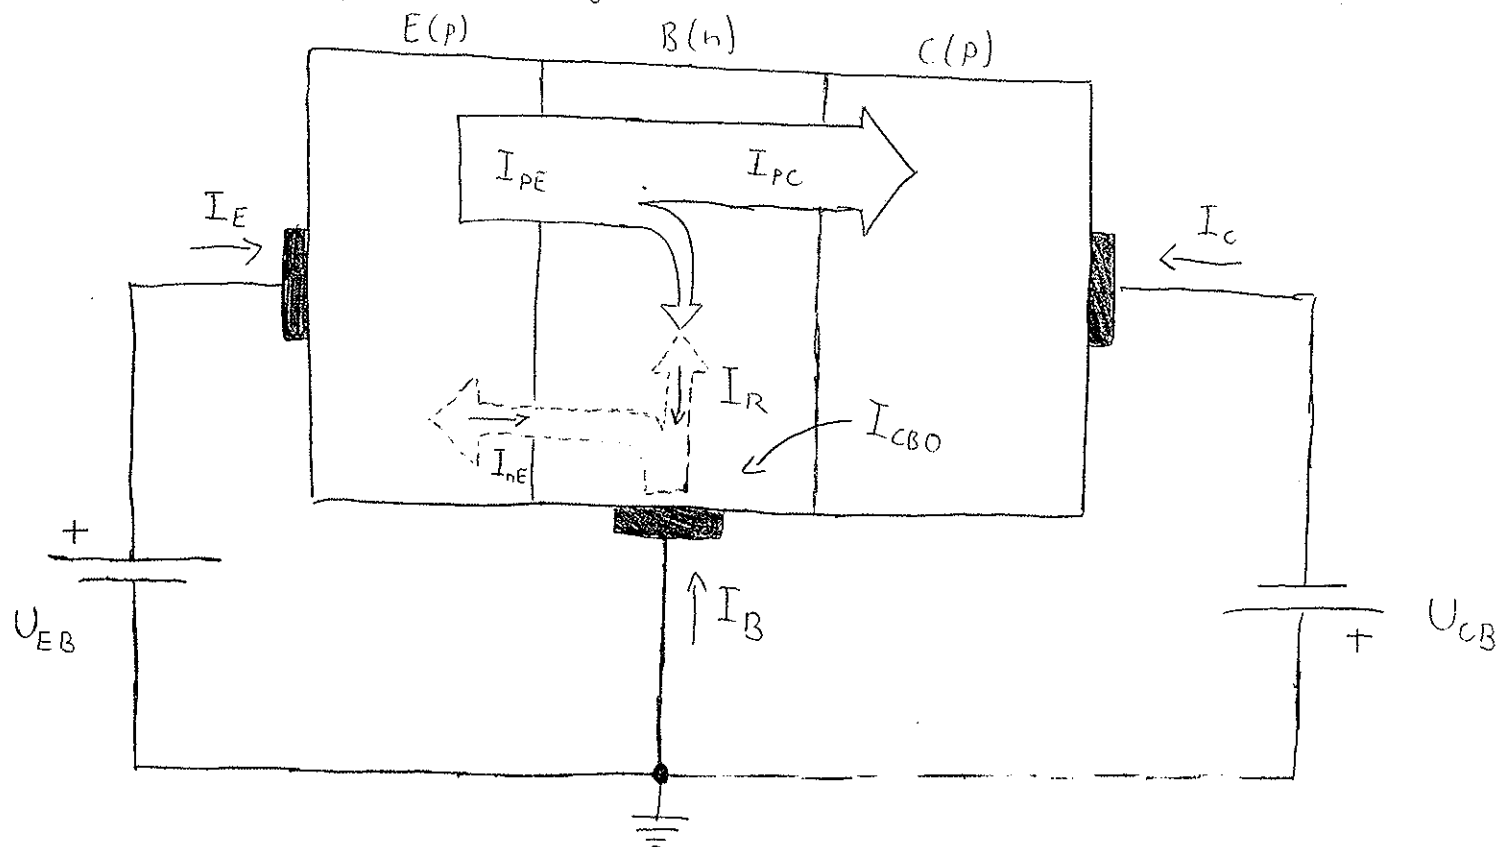 E(p) B(n) C(p)
I_PE I_PC
I_E I_C
I_R
I_CBO
I_nE
+
I_B
U_EB U_CB
+